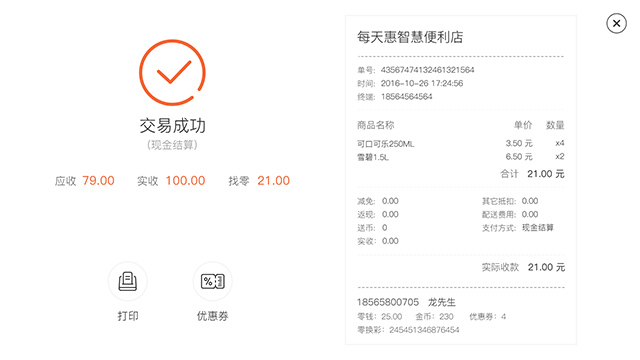 交易成功
(现金结算)
应收 79.00 实收 100.00 找零 21.00
打印 优惠券
每天惠智慧便利店
单号: 43567474132461321564
时间: 2016-10-26 17:24:56
终端: 18564564564
商品名称 单价 数量
可口可乐250ML 3.50 元 x4
雪碧1.5L 6.50 元 x2
合计 21.00 元
减免: 0.00 其它抵扣: 0.00
返现: 0.00 配送费用: 0.00
送币: 0 支付方式: 现金结算
实收: 0.00
实际收款 21.00 元
18565800705 龙先生
零钱: 25.00 金币: 230 优惠券: 4
零换彩: 245451346876454